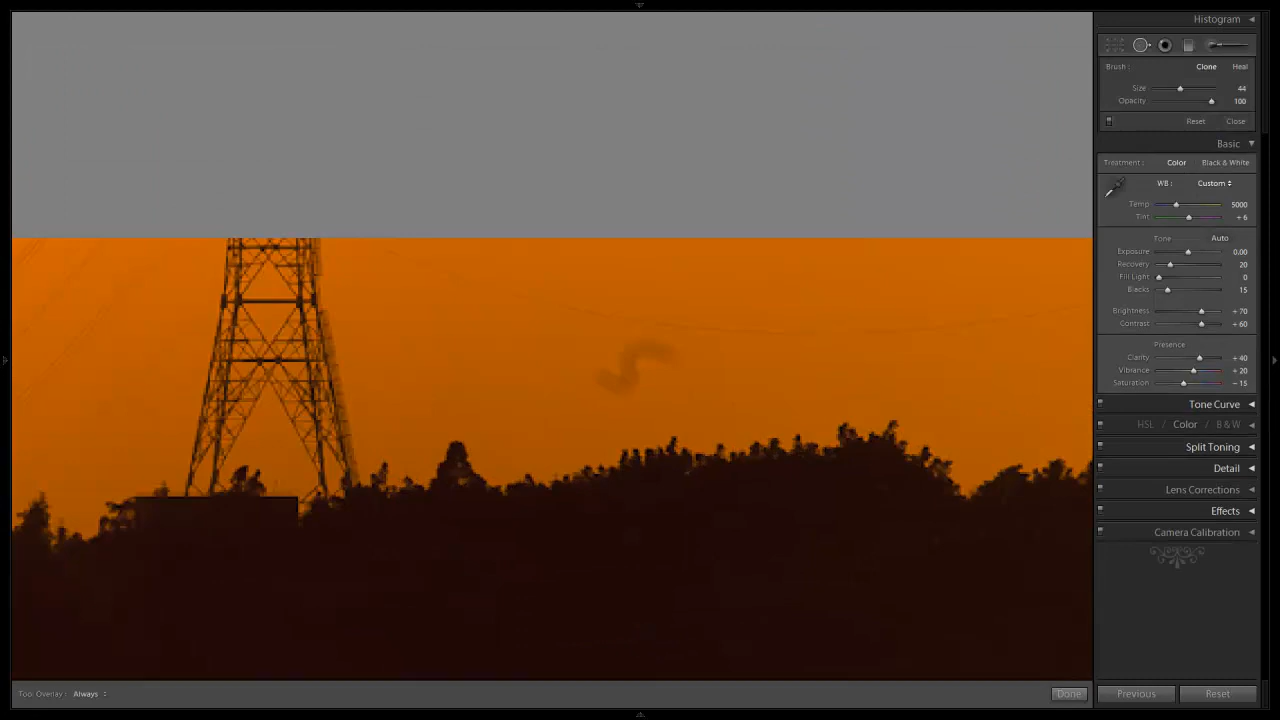 Histogram
Brush : Clone Heal
Size 44
Opacity 100
Reset Close
Basic
Treatment : Color Black & White
WB : Custom
Temp 5000
Tint + 6
Tone Auto
Exposure 0.00
Recovery 20
Fill Light 0
Blacks 15
Brightness + 70
Contrast + 60
Presence
Clarity + 40
Vibrance + 20
Saturation − 15
Tone Curve
HSL / Color / B & W
Split Toning
Detail
Lens Corrections
Effects
Camera Calibration
Tool Overlay : Always Done Previous Reset